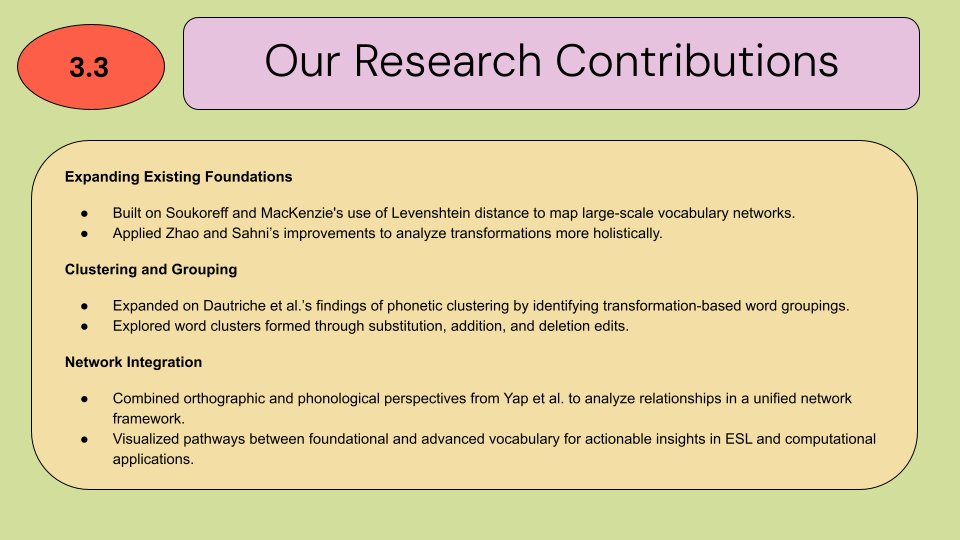 3.3
Our Research Contributions
Expanding Existing Foundations
● Built on Soukoreff and MacKenzie's use of Levenshtein distance to map large-scale vocabulary networks.
● Applied Zhao and Sahni’s improvements to analyze transformations more holistically.
Clustering and Grouping
● Expanded on Dautriche et al.’s findings of phonetic clustering by identifying transformation-based word groupings.
● Explored word clusters formed through substitution, addition, and deletion edits.
Network Integration
● Combined orthographic and phonological perspectives from Yap et al. to analyze relationships in a unified network
framework.
● Visualized pathways between foundational and advanced vocabulary for actionable insights in ESL and computational
applications.